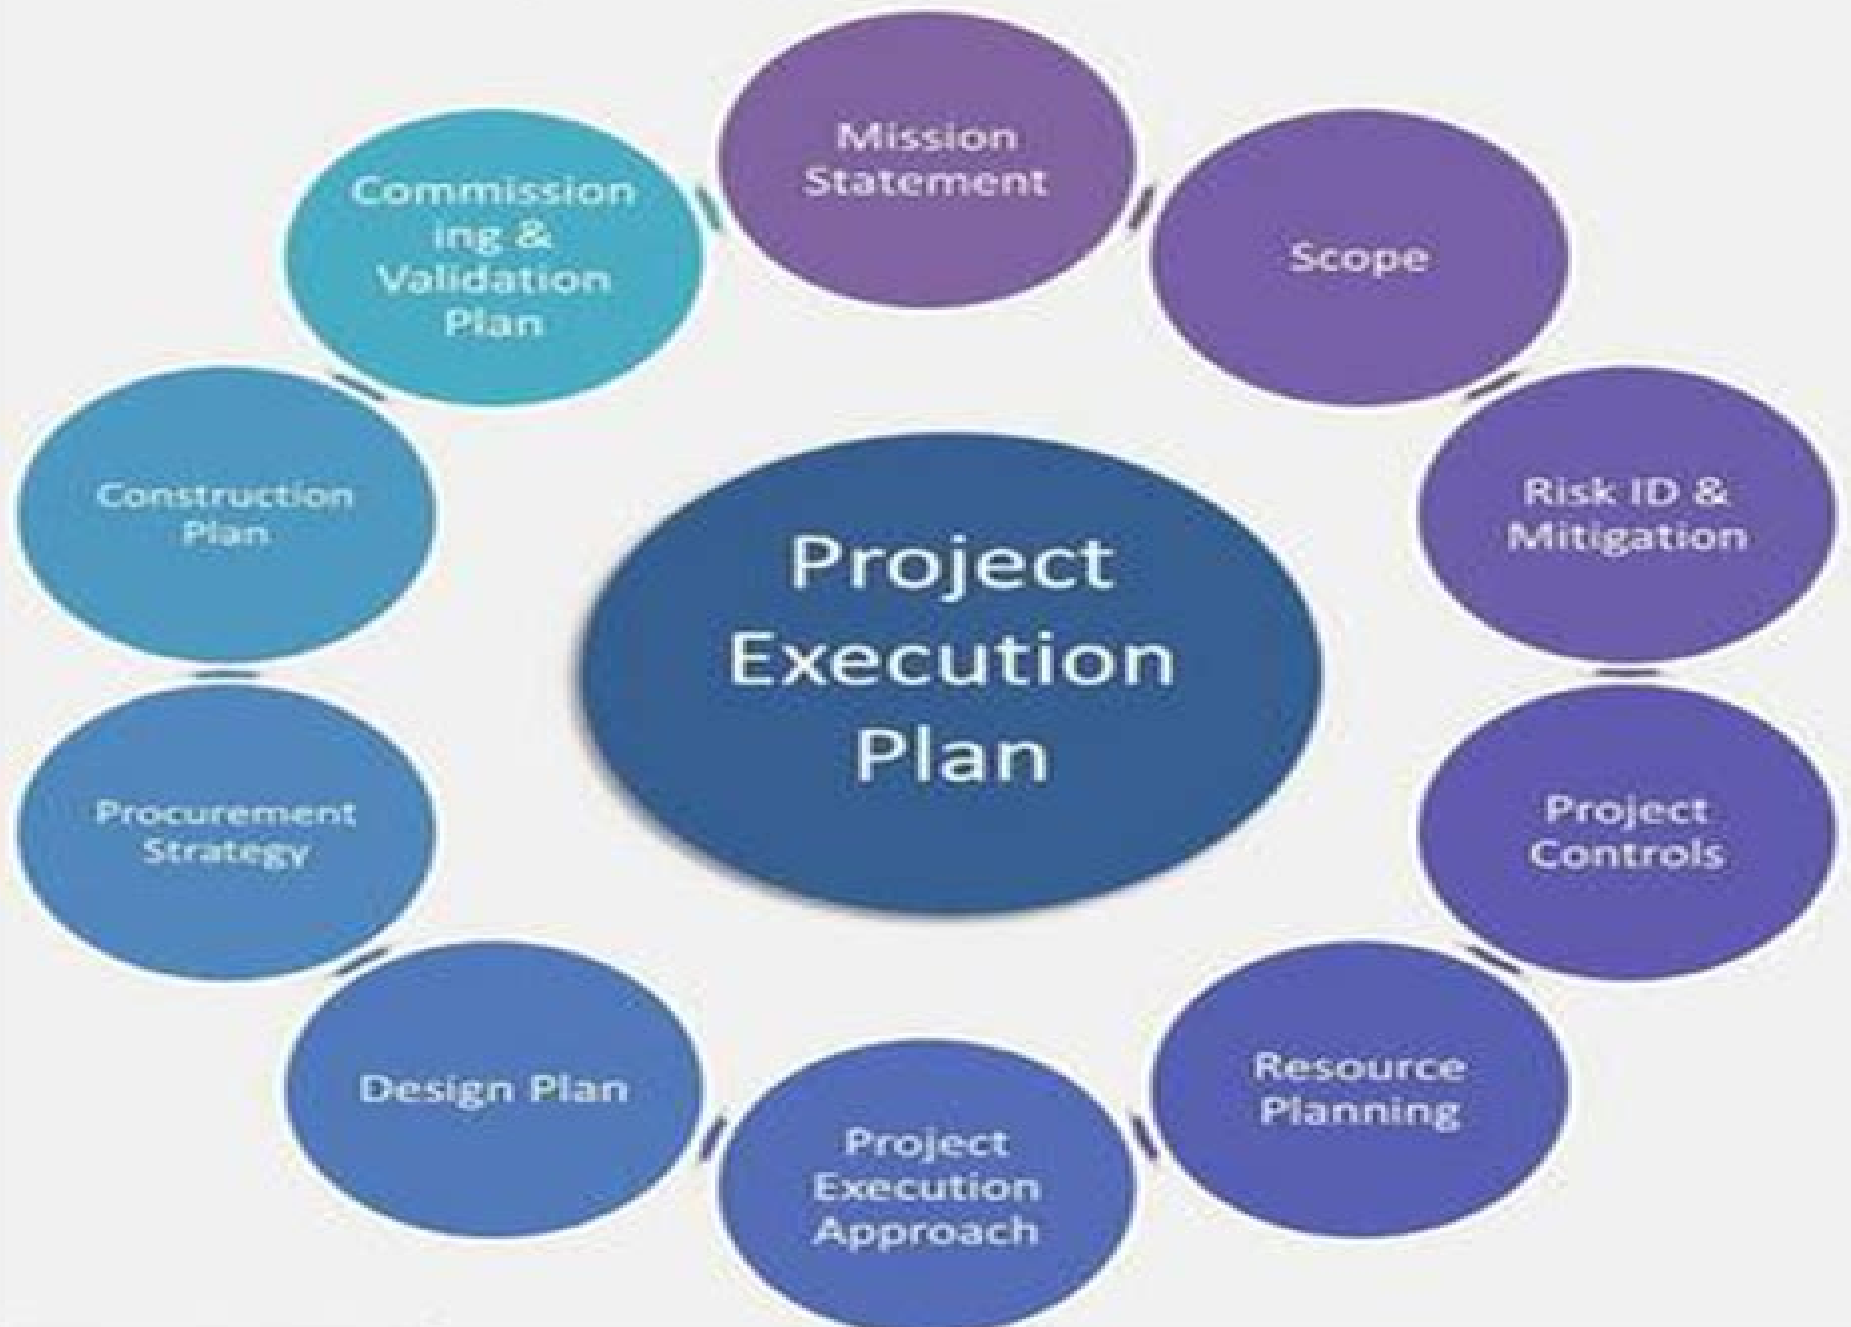 Mission
Statement
Scope
Risk ID &
Mitigation
Project
Controls
Resource
Planning
Project
Execution
Approach
Design Plan
Procurement
Strategy
Construction
Plan
Commission
ing &
Validation
Plan
Project
Execution
Plan